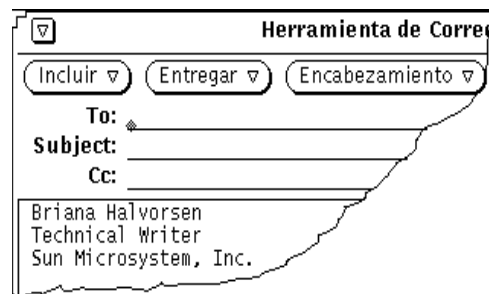 Herramienta de Corre
Incluir Entregar Encabezamiento
To:
Subject:
Cc:
Briana Halvorsen
Technical Writer
Sun Microsystem, Inc.